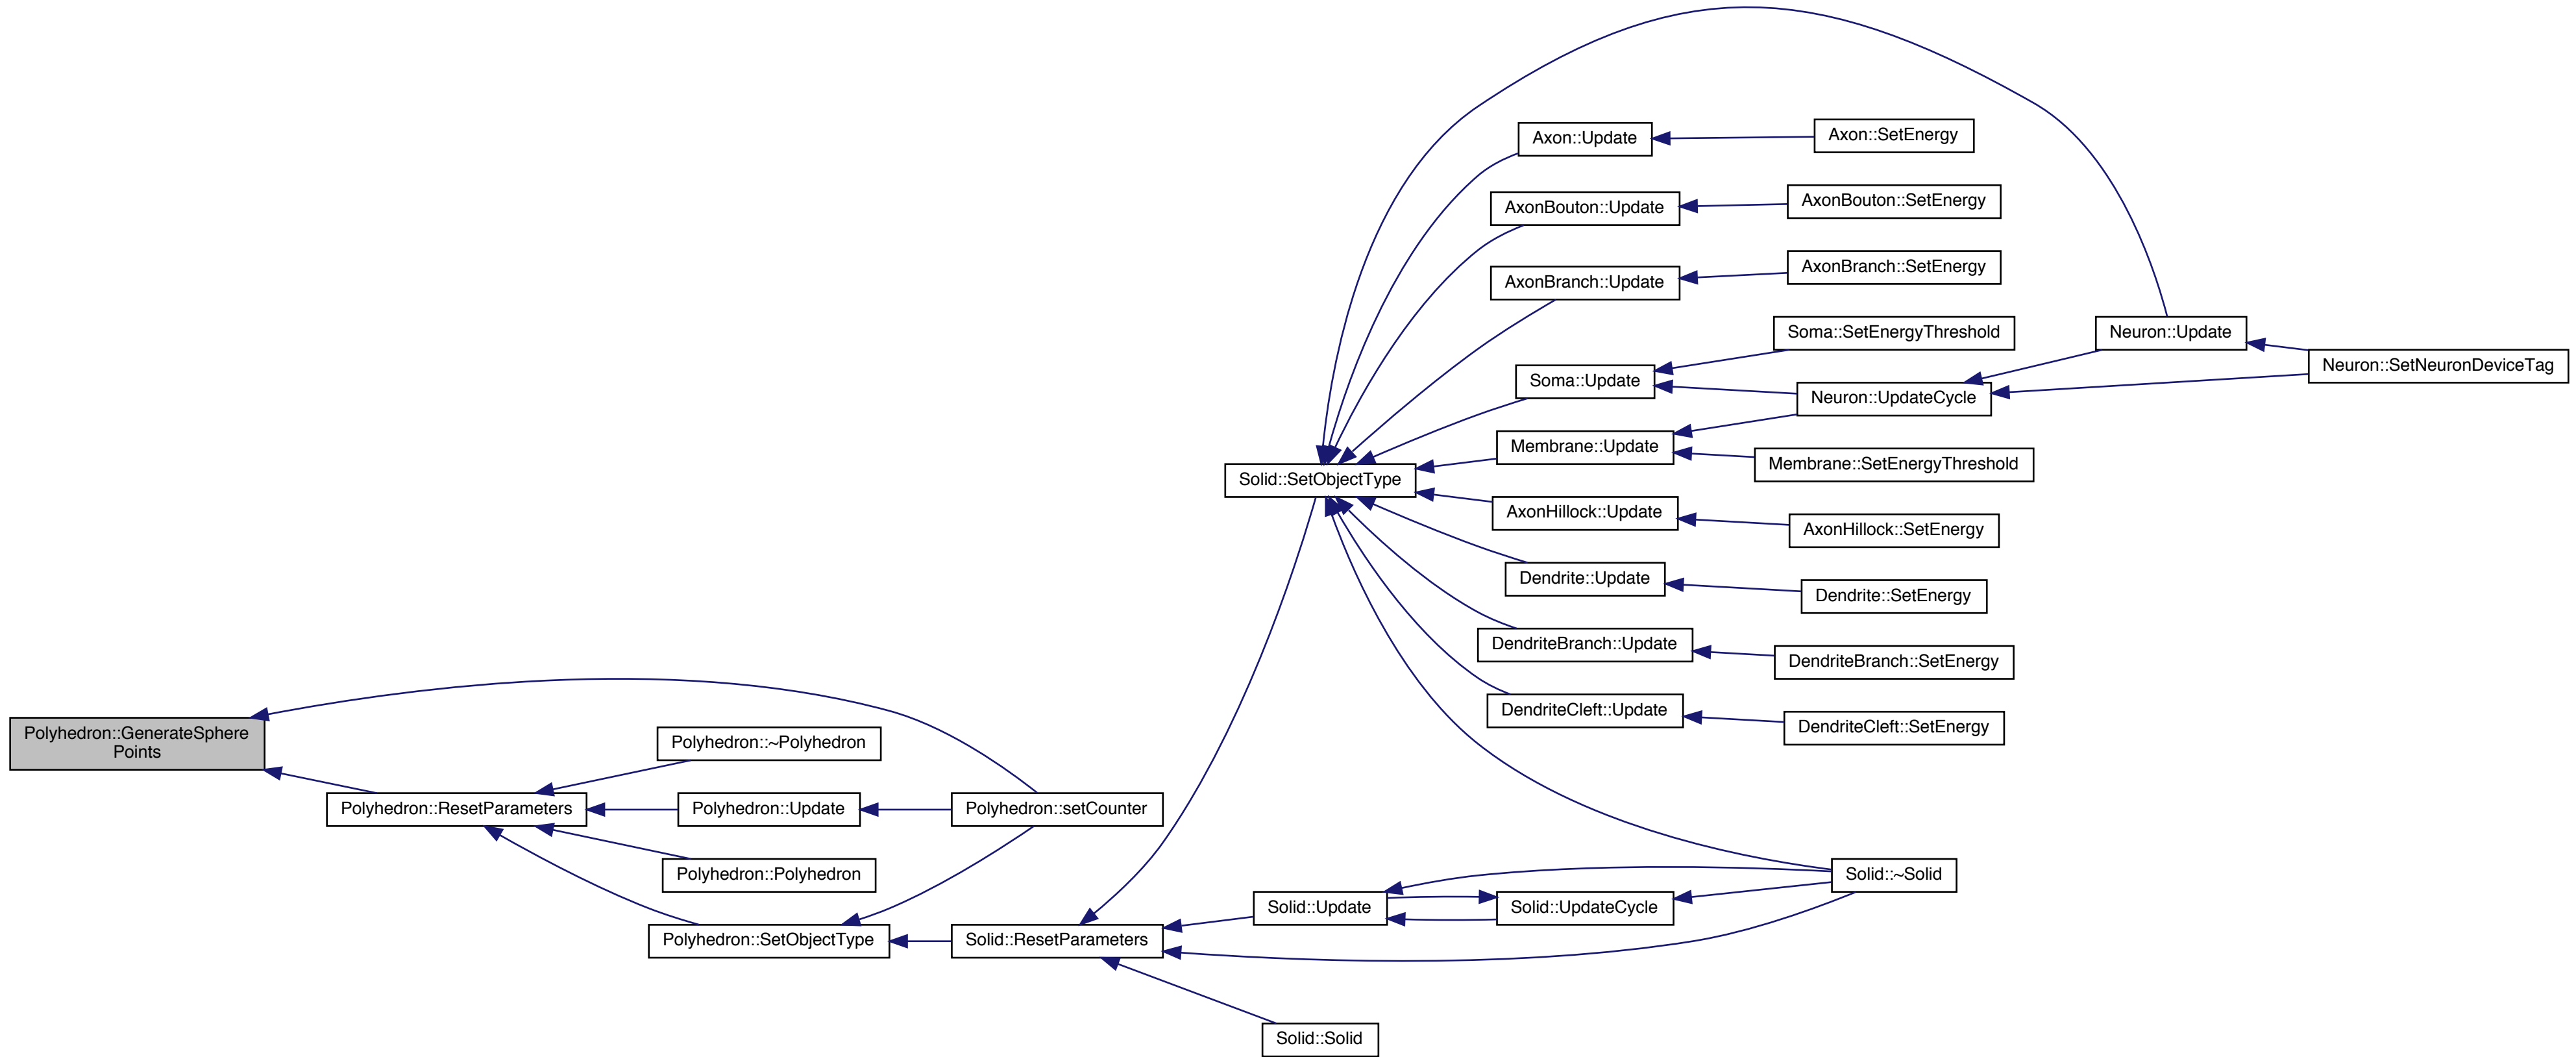 Polyhedron::GenerateSphere
Points
Polyhedron::ResetParameters
Polyhedron::~Polyhedron
Polyhedron::Update
Polyhedron::Polyhedron
Polyhedron::SetObjectType
Polyhedron::setCounter
Solid::ResetParameters
Solid::SetObjectType
Solid::Update
Solid::Solid
Axon::Update
AxonBouton::Update
AxonBranch::Update
Soma::Update
Membrane::Update
AxonHillock::Update
Dendrite::Update
DendriteBranch::Update
DendriteCleft::Update
Solid::UpdateCycle
Axon::SetEnergy
AxonBouton::SetEnergy
AxonBranch::SetEnergy
Soma::SetEnergyThreshold
Neuron::UpdateCycle
Membrane::SetEnergyThreshold
AxonHillock::SetEnergy
Dendrite::SetEnergy
DendriteBranch::SetEnergy
DendriteCleft::SetEnergy
Solid::~Solid
Neuron::Update
Neuron::SetNeuronDeviceTag